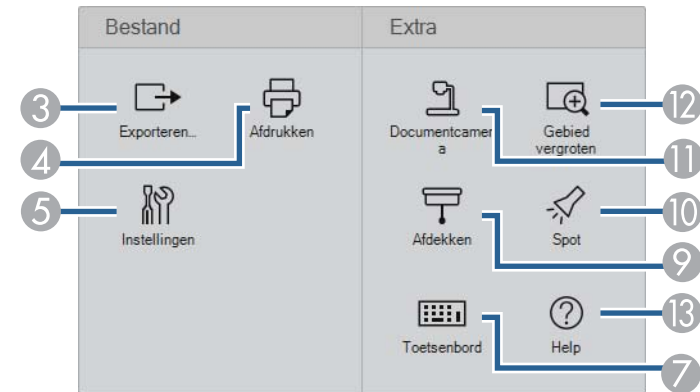 Bestand
Extra
3
Exporteren...
4
Afdrukken
5
Instellingen
Documentcamer
a
11
Gebied
vergroten
12
Afdekken
9
Spot
10
Toetsenbord
7
Help
13